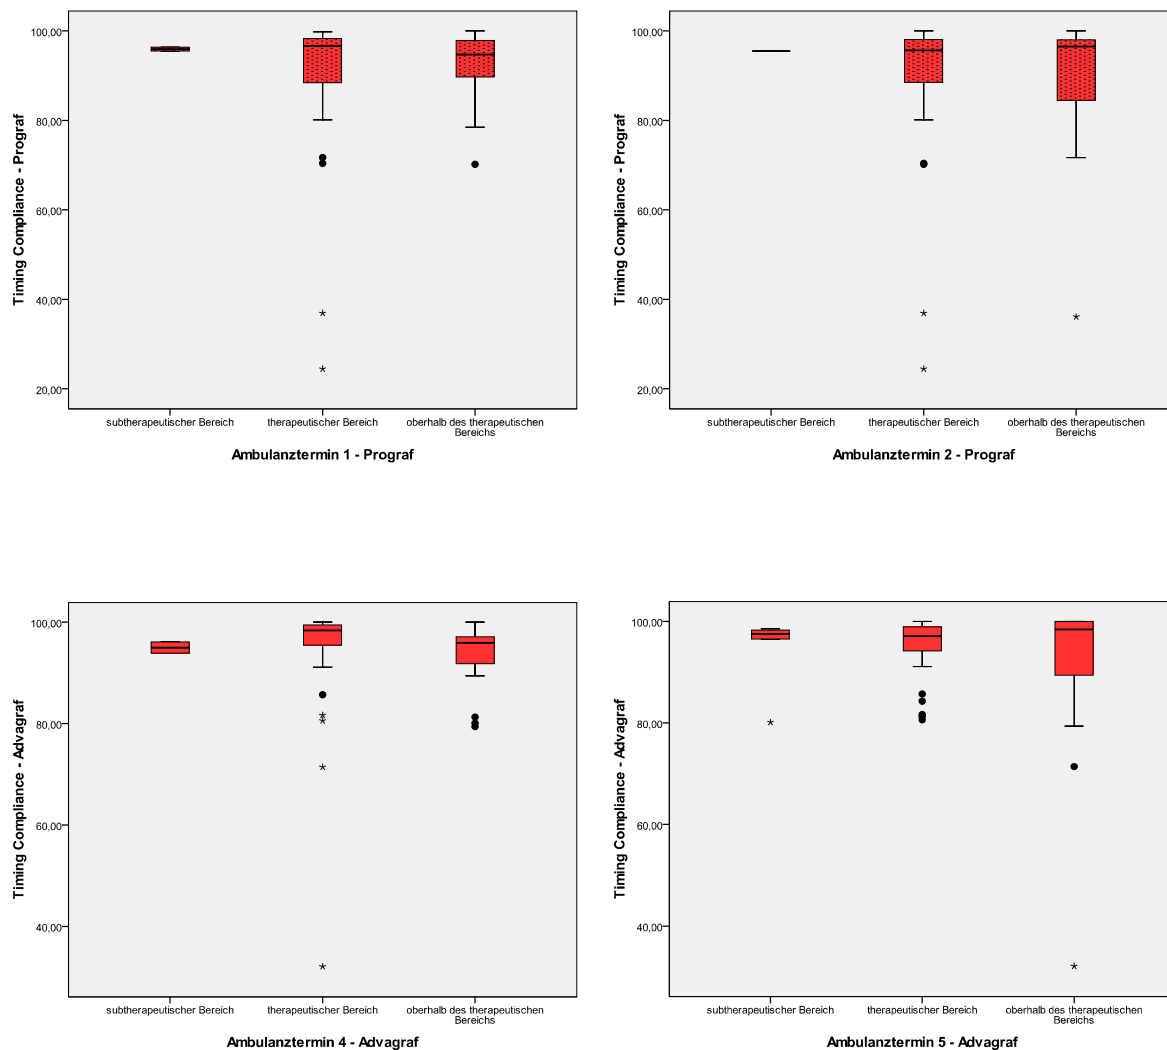 100,00
80,00
60,00
40,00
20,00
Timing Compliance - Prograf
subtherapeutischer Bereich
therapeutischer Bereich
oberhalb des therapeutischen
Bereichs
Ambulanztermin 1 - Prograf
100,00
80,00
60,00
40,00
20,00
Timing Compliance - Prograf
subtherapeutischer Bereich
therapeutischer Bereich
oberhalb des therapeutischen
Bereichs
Ambulanztermin 2 - Prograf
100,00
80,00
60,00
40,00
Timing Compliance - Advagraf
subtherapeutischer Bereich
therapeutischer Bereich
oberhalb des therapeutischen
Bereichs
Ambulanztermin 4 - Advagraf
100,00
80,00
60,00
40,00
Timing Compliance - Advagraf
subtherapeutischer Bereich
therapeutischer Bereich
oberhalb des therapeutischen
Bereichs
Ambulanztermin 5 - Advagraf